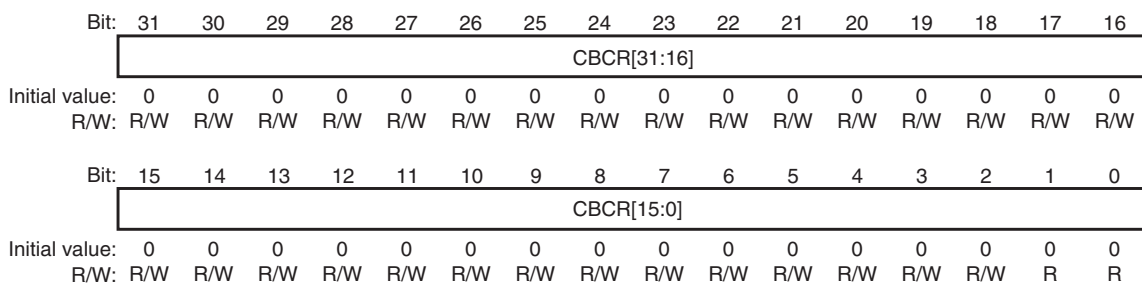 Bit: 31 30 29 28 27 26 25 24 23 22 21 20 19 18 17 16
CBCR[31:16]
Initial value: 0 0 0 0 0 0 0 0 0 0 0 0 0 0 0 0
R/W: R/W R/W R/W R/W R/W R/W R/W R/W R/W R/W R/W R/W R/W R/W R/W R/W
Bit: 15 14 13 12 11 10 9 8 7 6 5 4 3 2 1 0
CBCR[15:0]
Initial value: 0 0 0 0 0 0 0 0 0 0 0 0 0 0 0 0
R/W: R/W R/W R/W R/W R/W R/W R/W R/W R/W R/W R/W R/W R/W R/W R R